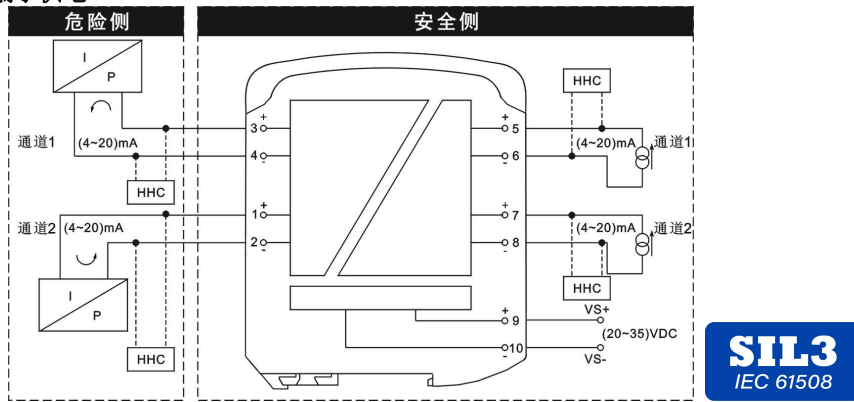 危险侧
安全侧
I
P
通道1
(4~20)mA
HHC
3
+
4
-
通道2
(4~20)mA
1
+
2
-
I
P
HHC
HHC
+
5
6
-
(4~20)mA
通道1
+
7
8
-
(4~20)mA
通道2
HHC
+
9
10
-
VS+
(20~35)VDC
VS-
SIL3
IEC 61508